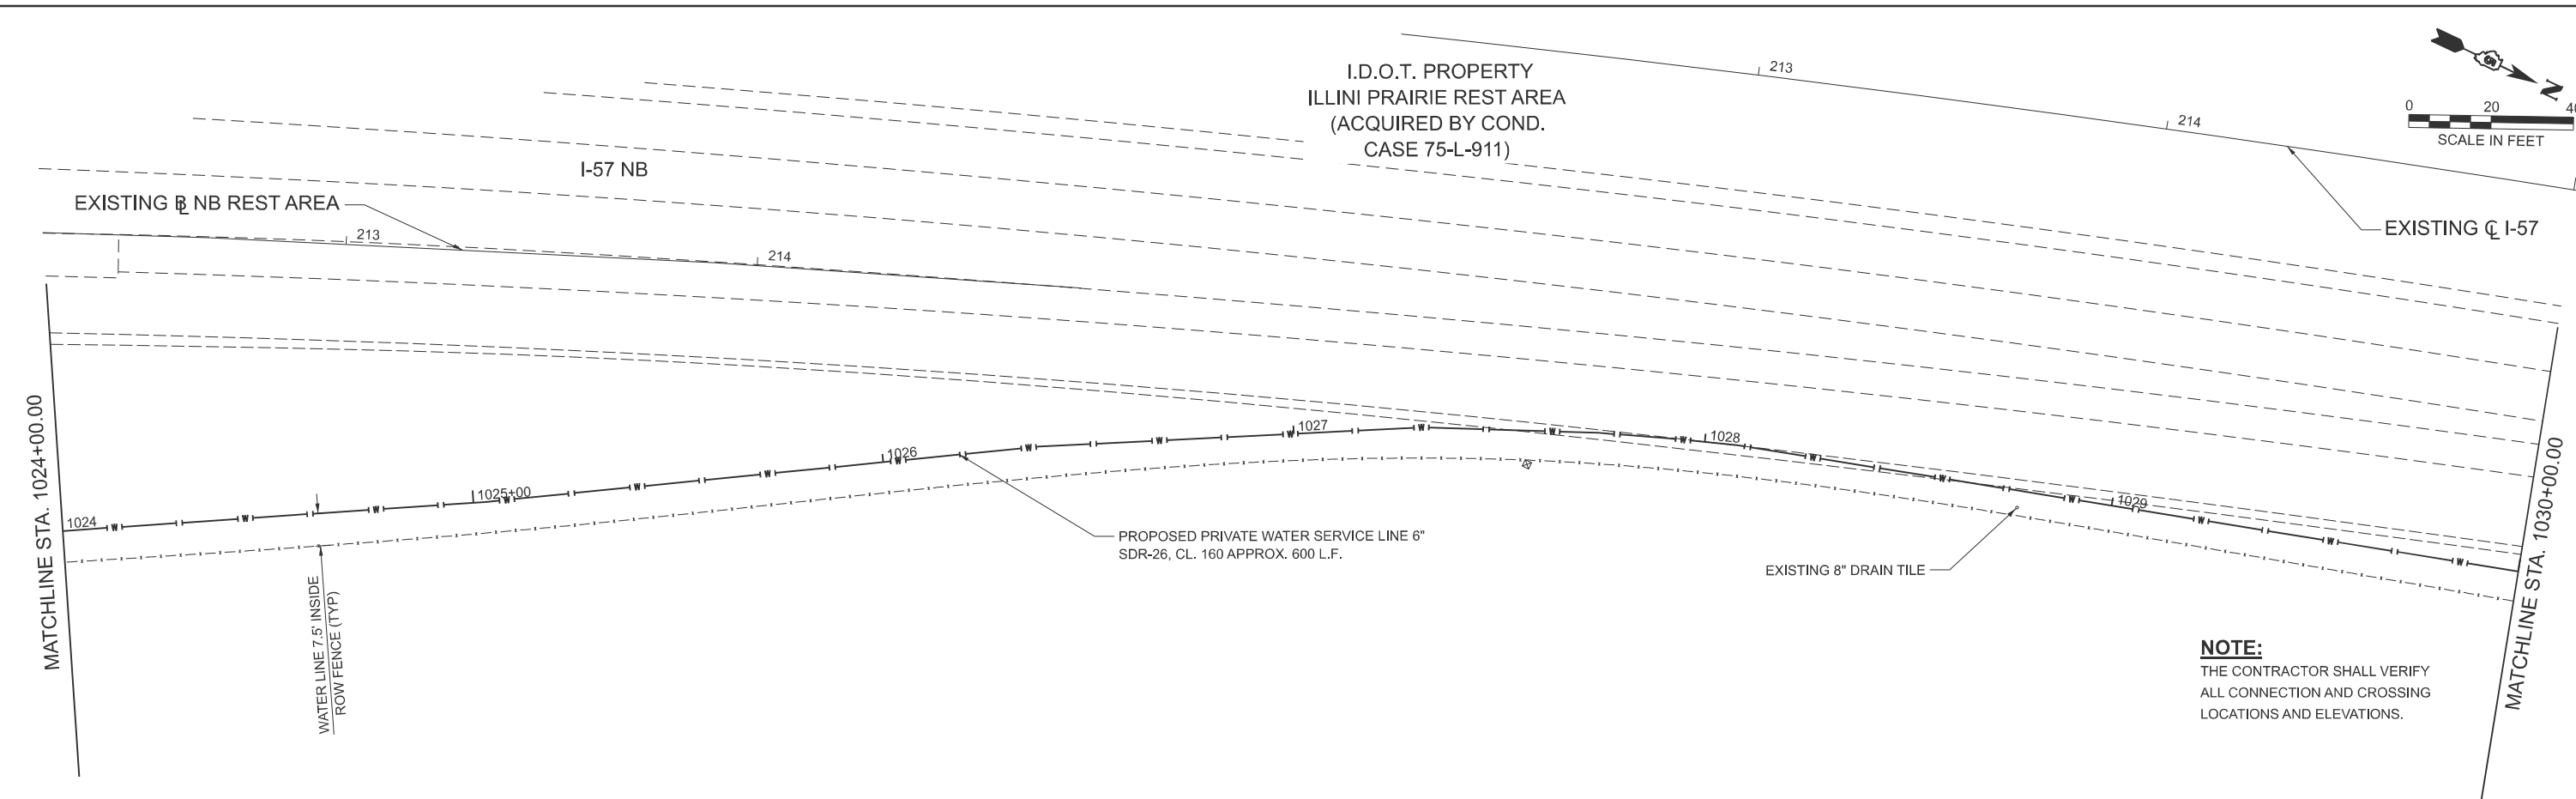 I.D.O.T. PROPERTY
ILLINI PRAIRIE REST AREA
(ACQUIRED BY COND.
CASE 75-L-911)
213
214
N
0 20 40
SCALE IN FEET
I-57 NB
EXISTING ℄ I-57
EXISTING BL NB REST AREA
213
214
MATCHLINE STA. 1024+00.00
1024
1025+00
1026
1027
1028
1029
W W W W W W W W W W W W W W W W W W W
PROPOSED PRIVATE WATER SERVICE LINE 6"
SDR-26, CL. 160 APPROX. 600 L.F.
EXISTING 8" DRAIN TILE
WATER LINE 7.5' INSIDE
ROW FENCE (TYP)
MATCHLINE STA. 1030+00.00
NOTE:
THE CONTRACTOR SHALL VERIFY
ALL CONNECTION AND CROSSING
LOCATIONS AND ELEVATIONS.